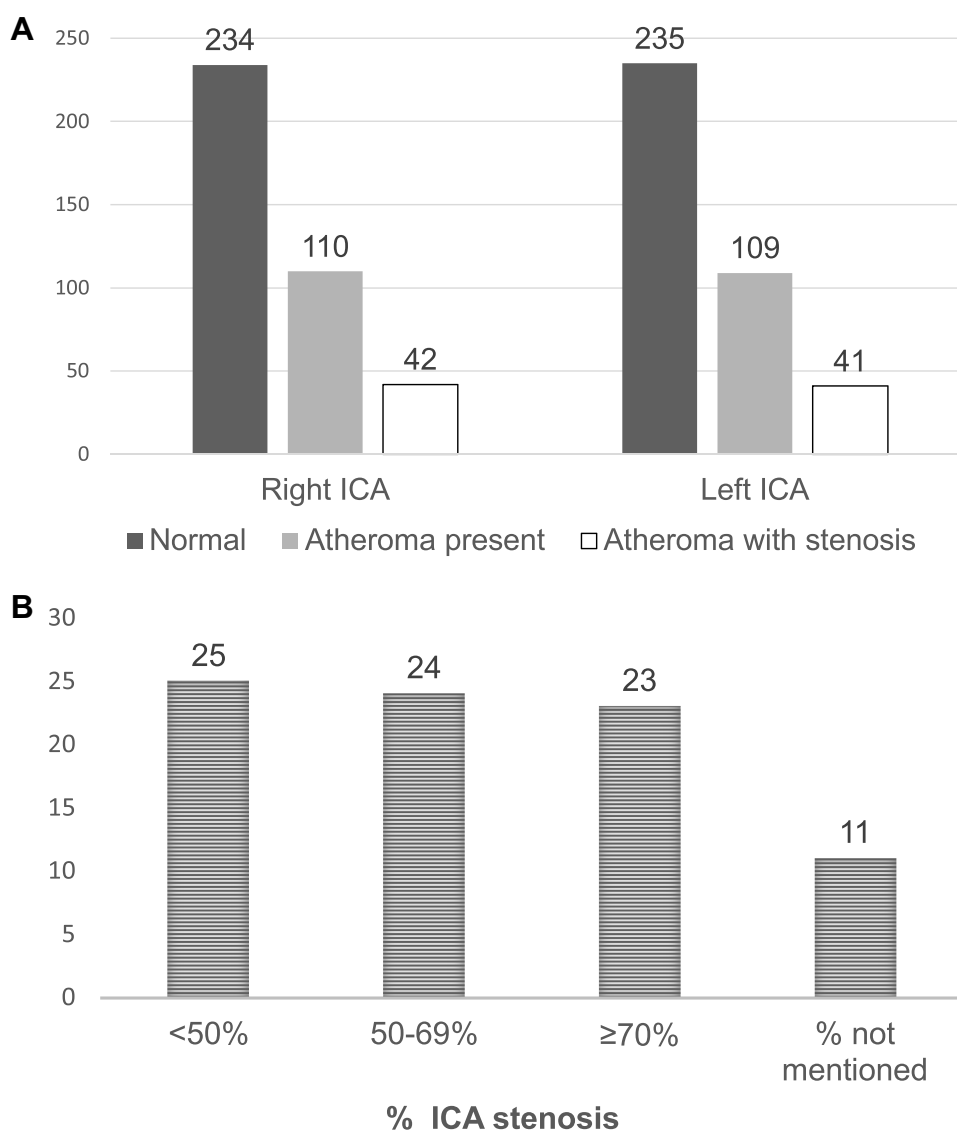 A
250
200
150
100
50
0
234
110
42
235
109
41
Right ICA
Left ICA
Normal
Atheroma present
Atheroma with stenosis
B
30
25
20
15
10
5
0
25
24
23
11
<50%
50-69%
≥70%
% not
mentioned
% ICA stenosis